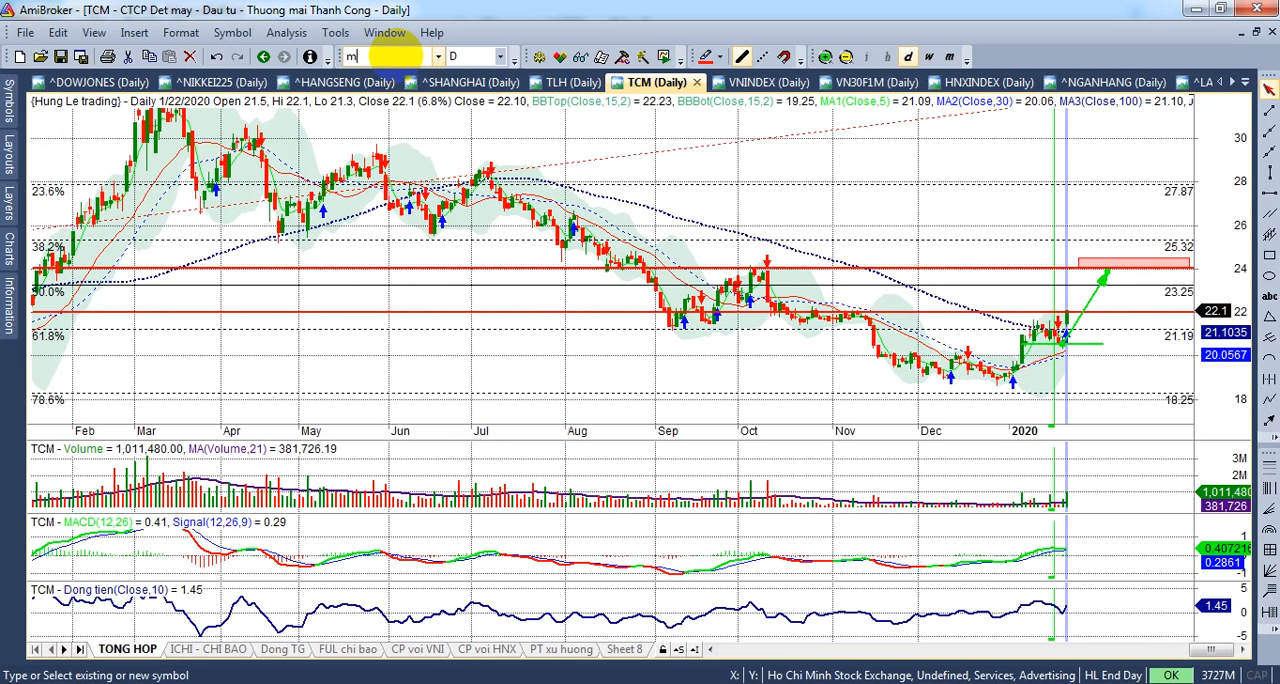 AmiBroker - [TCM - CTCP Det may - Dau tu - Thuong mai Thanh Cong - Daily]
File Edit View Insert Format Symbol Analysis Tools Window Help
m D i h d w m
^DOWJONES (Daily) ^NIKKEI225 (Daily) ^HANGSENG (Daily) ^SHANGHAI (Daily) TLH (Daily) TCM (Daily) VNINDEX (Daily) VN30F1M (Daily) HNXINDEX (Daily) ^NGANHANG (Daily) ^LA
Symbols
Layouts
Layers
Charts
Information
{Hung Le trading} - Daily 1/22/2020 Open 21.5, Hi 22.1, Lo 21.3, Close 22.1 (6.8%) Close = 22.10, BBTop(Close,15,2) = 22.23, BBBot(Close,15,2) = 19.25, MA1(Close,5) = 21.09, MA2(Close,30) = 20.06, MA3(Close,100) = 21.10,
30
28
23.6% 27.87
26
38.2% 25.32
24
50.0% 23.25
22.1 22
61.8% 21.19 21.1035
20.0567
78.6% 18.25
18
Feb Mar Apr May Jun Jul Aug Sep Oct Nov Dec 2020
TCM - Volume = 1,011,480.00, MA(Volume,21) = 381,726.19
3M
2M
1,011,480
381,726
TCM - MACD(12,26) = 0.41, Signal(12,26,9) = 0.29
1
0.407216
0.2861
-1
TCM - Dong tien(Close,10) = 1.45
5
1.45 0
-5
TONG HOP ICHI - CHI BAO Dong TG FUL chi bao CP voi VNI CP voi HNX PT xu huong Sheet 8
abc
Type or Select existing or new symbol X: Y: Ho Chi Minh Stock Exchange, Undefined, Services, Advertising HL End Day OK 3727M CAP